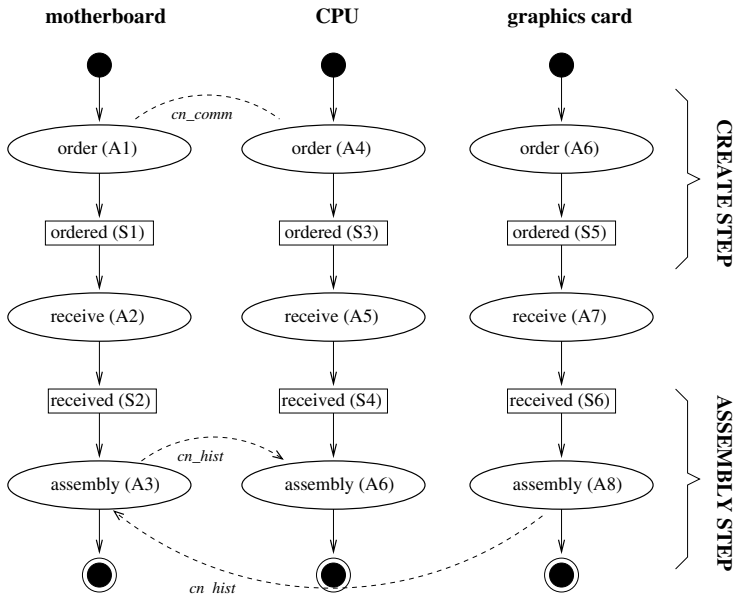 motherboard
CPU
graphics card
cn_comm
order (A1)
order (A4)
order (A6)
CREATE STEP
ordered (S1)
ordered (S3)
ordered (S5)
receive (A2)
receive (A5)
receive (A7)
received (S2)
received (S4)
received (S6)
cn_hist
assembly (A3)
assembly (A6)
assembly (A8)
ASSEMBLY STEP
cn_hist